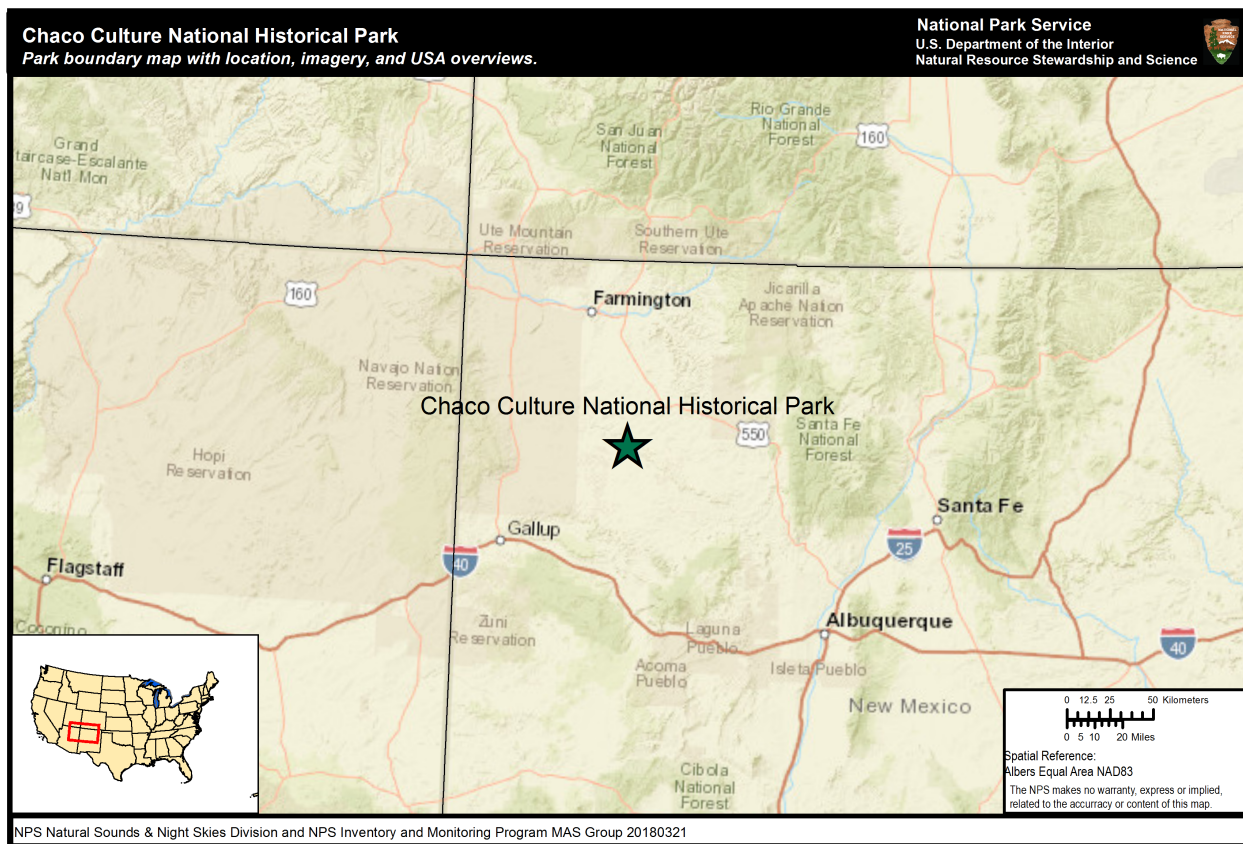 Chaco Culture National Historical Park
Park boundary map with location, imagery, and USA overviews.
National Park Service
U.S. Department of the Interior
Natural Resource Stewardship and Science
Rio Grande
National
Forest
160
San Juan
National
Forest
Grand
taircase-Escalante
Natl Mon
89
Ute Mountain
Reservation
Southern Ute
Reservation
160
Farmington
Jicarilla
Apache Nation
Reservation
Navajo Nation
Reservation
Chaco Culture National Historical Park
550
Santa Fe
National
Forest
Hopi
Reservation
Santa Fe
Gallup
25
40
Flagstaff
Zuni
Reservation
Coconino
Laguna
Pueblo
Albuquerque
40
Acoma
Pueblo
Isleta Pueblo
New Mexico
Cibola
National
Forest
0 12.5 25 50 Kilometers
0 5 10 20 Miles
Spatial Reference:
Albers Equal Area NAD83
The NPS makes no warranty, express or implied,
related to the accurracy or content of this map.
NPS Natural Sounds & Night Skies Division and NPS Inventory and Monitoring Program MAS Group 20180321